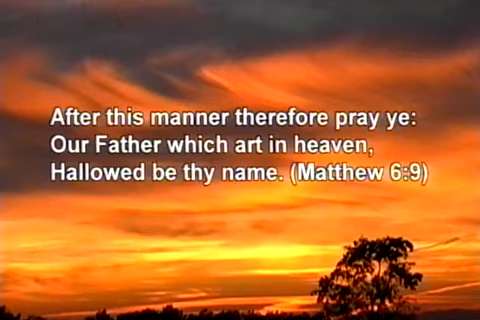 After this manner therefore pray ye:
Our Father which art in heaven,
Hallowed be thy name. (Matthew 6:9)